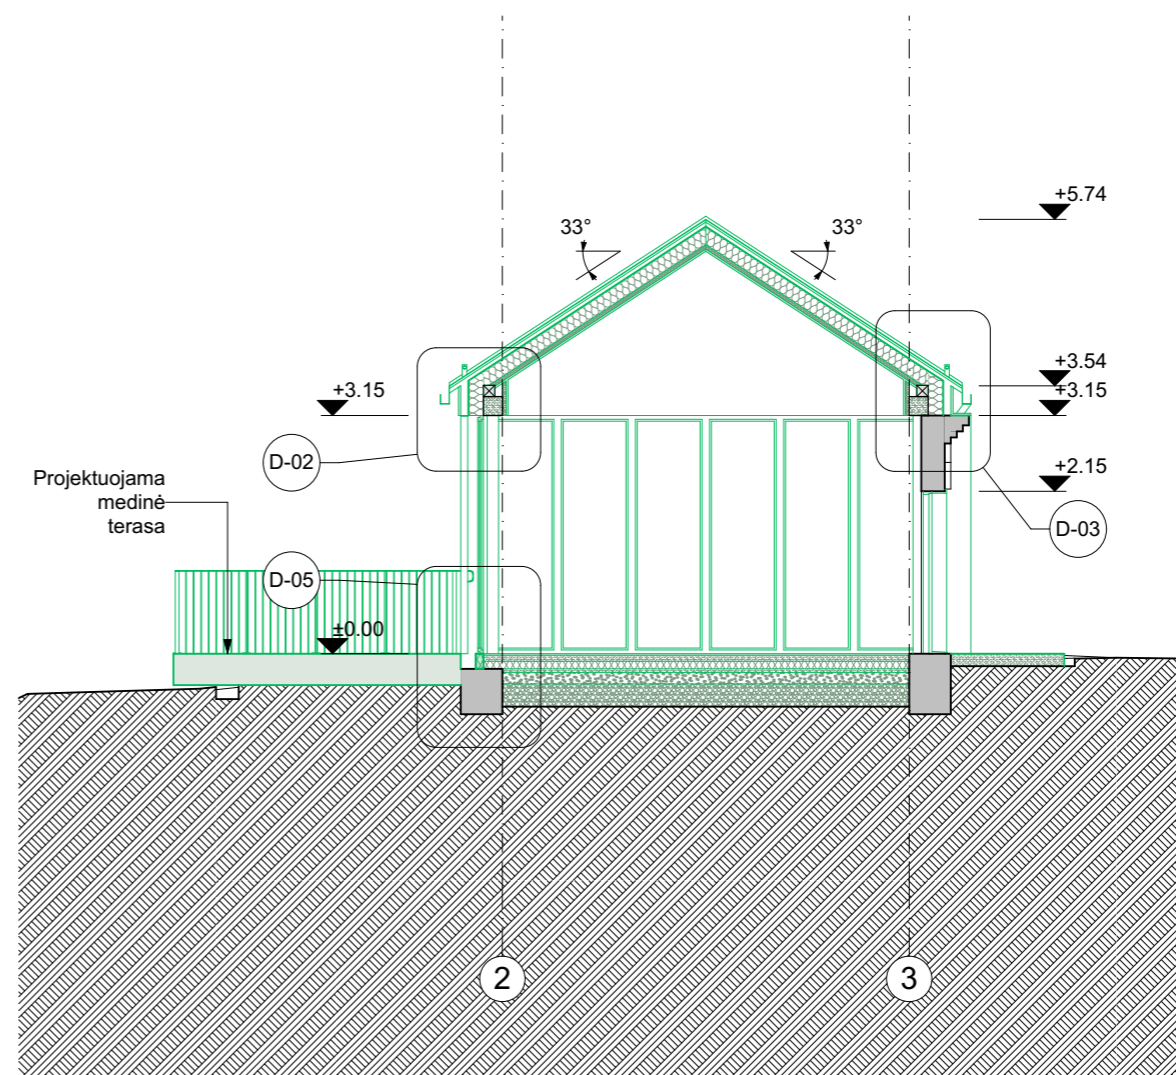 +5.74
33°
33°
+3.54
+3.15
+3.15
D-02
+2.15
Projektuojama
medinė
terasa
D-03
D-05
±0.00
2
3